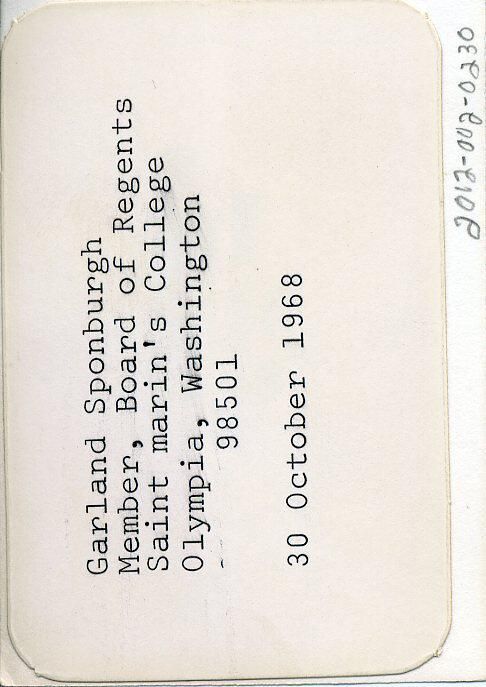 Garland Sponburgh
Member, Board of Regents
Saint marin's College
Olympia, Washington
98501
30 October 1968
2012-002-0230